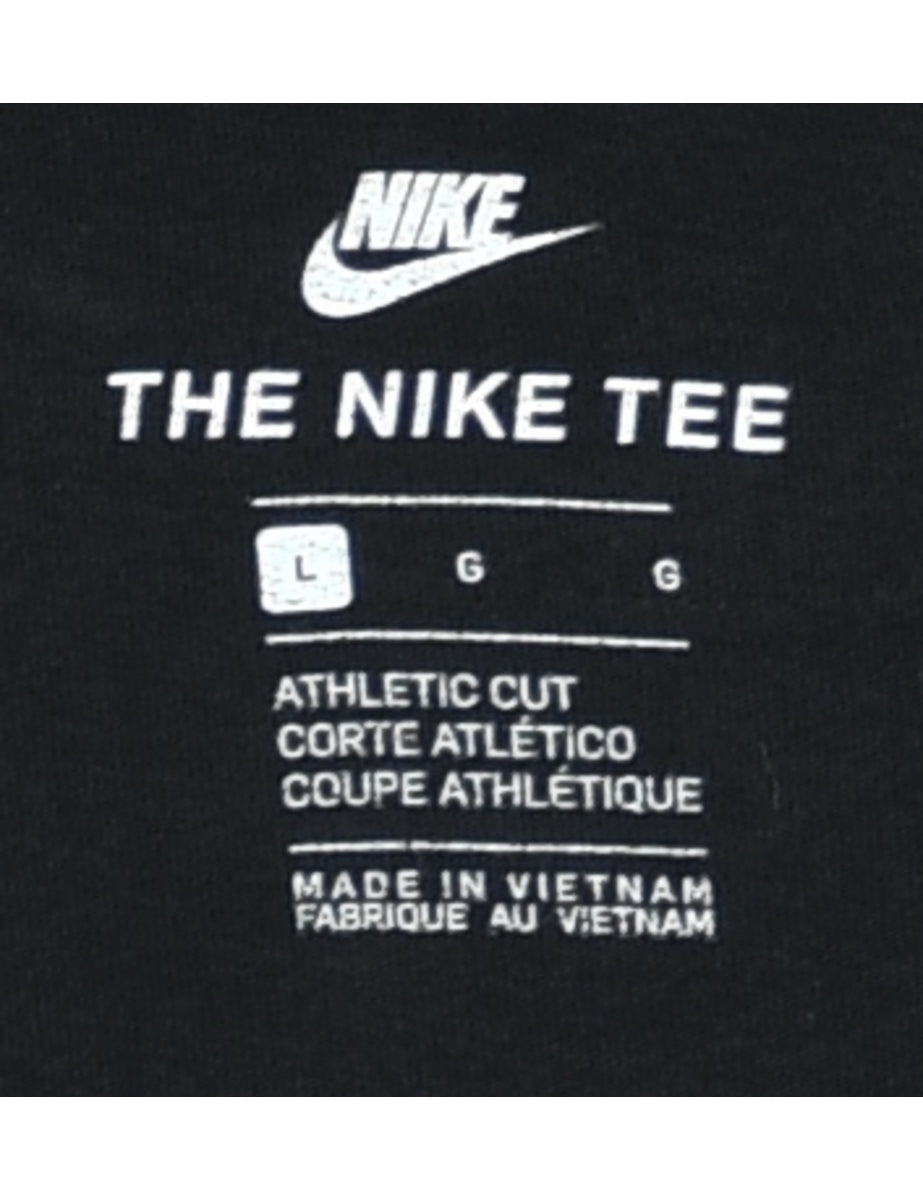 NIKE
THE NIKE TEE
L G G
ATHLETIC CUT
CORTE ATLÉTICO
COUPE ATHLÉTIQUE
MADE IN VIETNAM
FABRIQUE AU VIETNAM